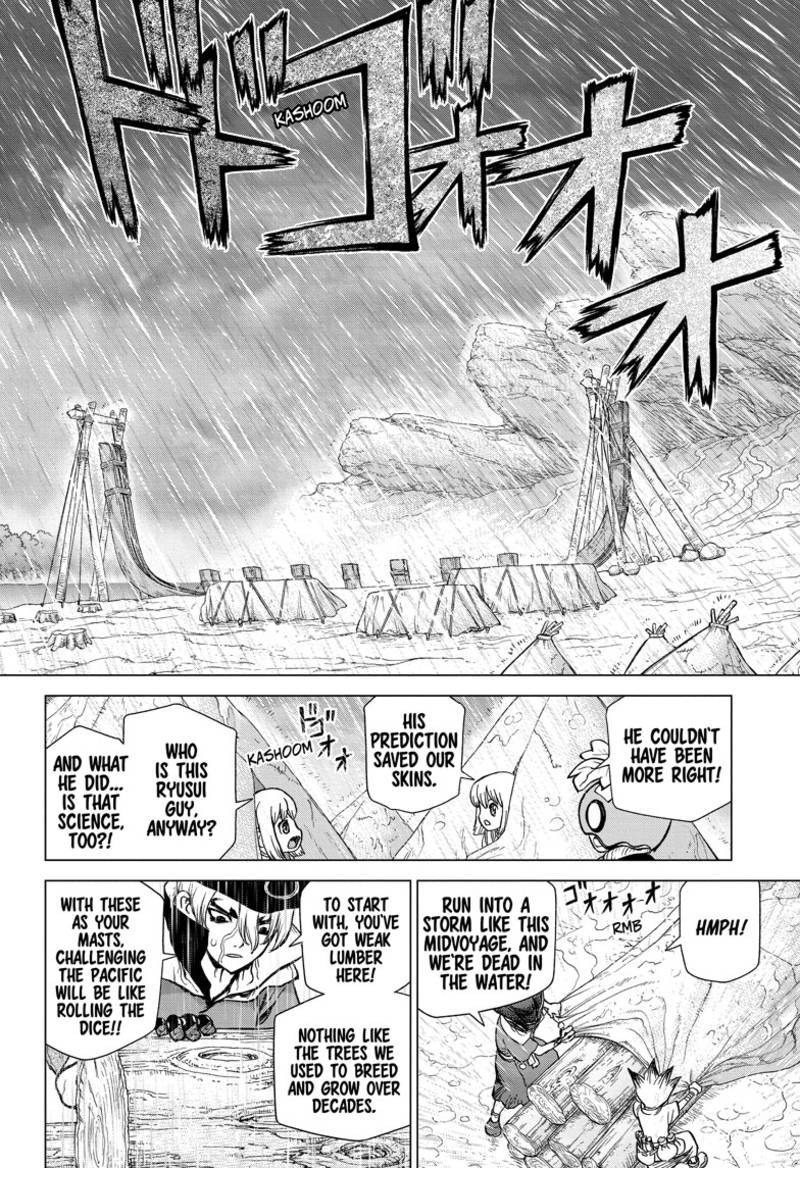 ドドゴオオオ
KASHOOM
HE COULDN'T
HAVE BEEN
MORE RIGHT!
HIS
PREDICTION
SAVED OUR
SKINS.
ドゴオオ
KASHOOM
WHO
IS THIS
RYUSUI
GUY,
ANYWAY?
AND WHAT
HE DID...
IS THAT
SCIENCE,
TOO?!
HMPH!
ゴオオオオ
RMB
RUN INTO A
STORM LIKE THIS
MIDVOYAGE, AND
WE'RE DEAD IN
THE WATER!
TO START
WITH, YOU'VE
GOT WEAK
LUMBER
HERE!
NOTHING LIKE
THE TREES WE
USED TO BREED
AND GROW OVER
DECADES.
WITH THESE
AS YOUR
MASTS,
CHALLENGING
THE PACIFIC
WILL BE LIKE
ROLLING THE
DICE!!